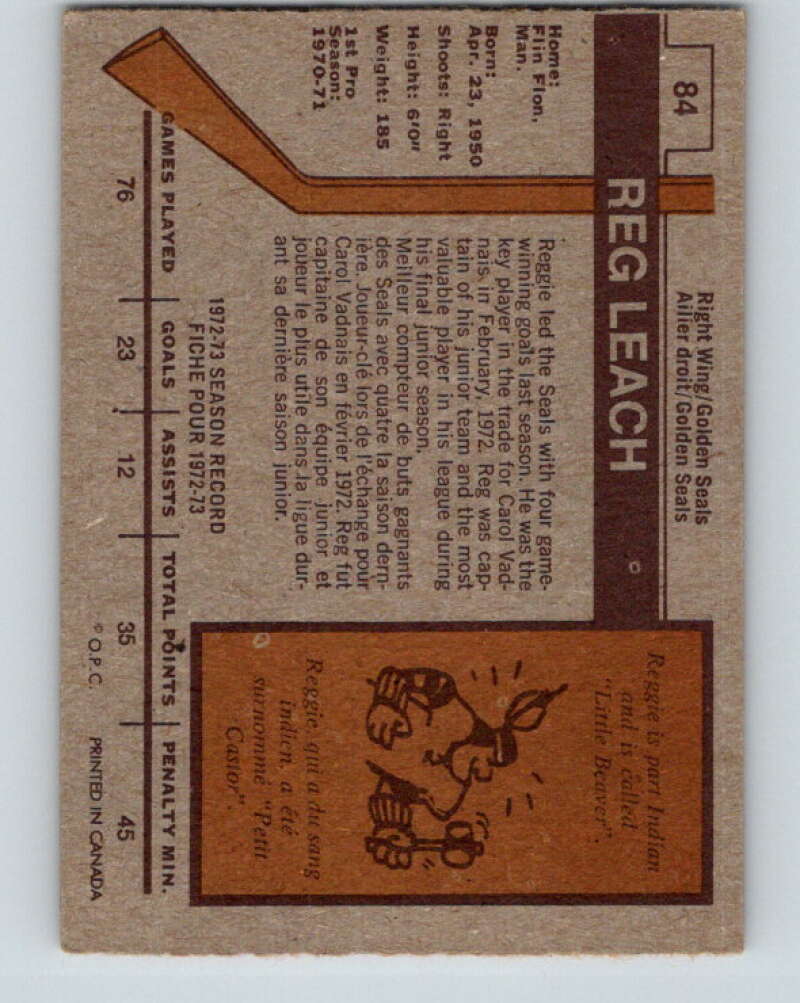 84
Right Wing/Golden Seals
Ailier droit/Golden Seals
REG LEACH
Home:
Flin Flon,
Man.
Born:
Apr. 23, 1950
Shoots: Right
Height: 6'0"
Weight: 185
1st Pro
Season:
1970-71
Reggie led the Seals with four game-
winning goals last season. He was the
key player in the trade for Carol Vad-
nais in February, 1972. Reg was cap-
tain of his junior team and the most
valuable player in his league during
his final junior season.
Meilleur compteur de buts gagnants
des Seals avec quatre la saison dern-
ière. Joueur-clé lors de l'échange pour
Carol Vadnais en février 1972. Reg fut
capitaine de son équipe junior et
joueur le plus utile dans la ligue dur-
ant sa dernière saison junior.
Reggie is part Indian
and is called
"Little Beaver".
Reggie, qui a du sang
indien, a été
surnommé "Petit
Castor".
1972-73 SEASON RECORD
FICHE POUR 1972-73
GAMES PLAYED GOALS ASSISTS TOTAL POINTS PENALTY MIN.
76 23 12 35 45
© O.P.C. PRINTED IN CANADA